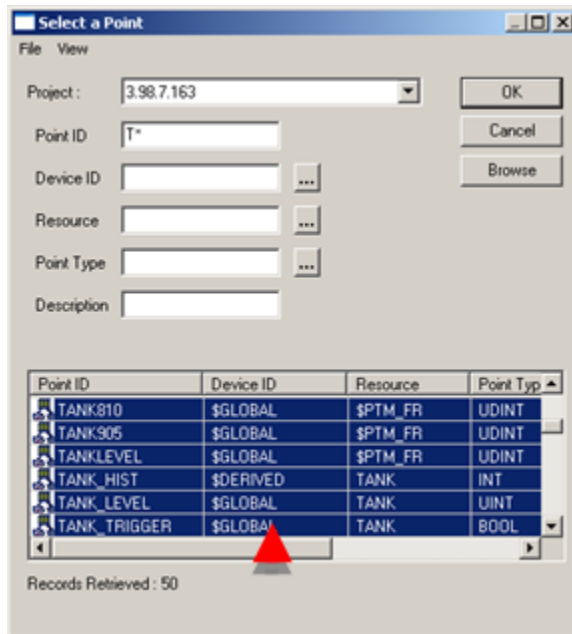 Select a Point
File View
Project : 3.98.7.163 OK
Point ID T* Cancel
Device ID ... Browse
Resource ...
Point Type ...
Description
Point ID Device ID Resource Point Typ
TANK810 $GLOBAL $PTM_FR UDINT
TANK905 $GLOBAL $PTM_FR UDINT
TANKLEVEL $GLOBAL $PTM_FR UDINT
TANK_HIST $DERIVED TANK INT
TANK_LEVEL $GLOBAL TANK UINT
TANK_TRIGGER $GLOBAL TANK BOOL
Records Retrieved : 50